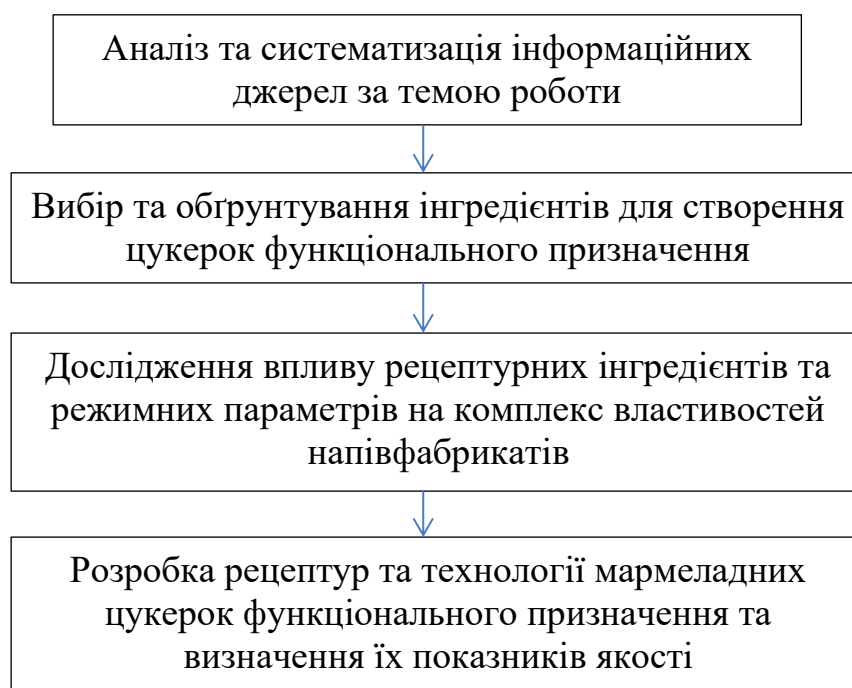 Аналіз та систематизація інформаційних
джерел за темою роботи
Вибір та обґрунтування інгредієнтів для створення
цукерок функціонального призначення
Дослідження впливу рецептурних інгредієнтів та
режимних параметрів на комплекс властивостей
напівфабрикатів
Розробка рецептур та технології мармеладних
цукерок функціонального призначення та
визначення їх показників якості